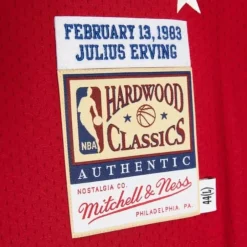 FEBRUARY 13, 1983
JULIUS ERVING
NBA
HARDWOOD
CLASSICS
AUTHENTIC
NOSTALGIA CO.
Mitchell & Ness
PHILADELPHIA, PA.
44(L)